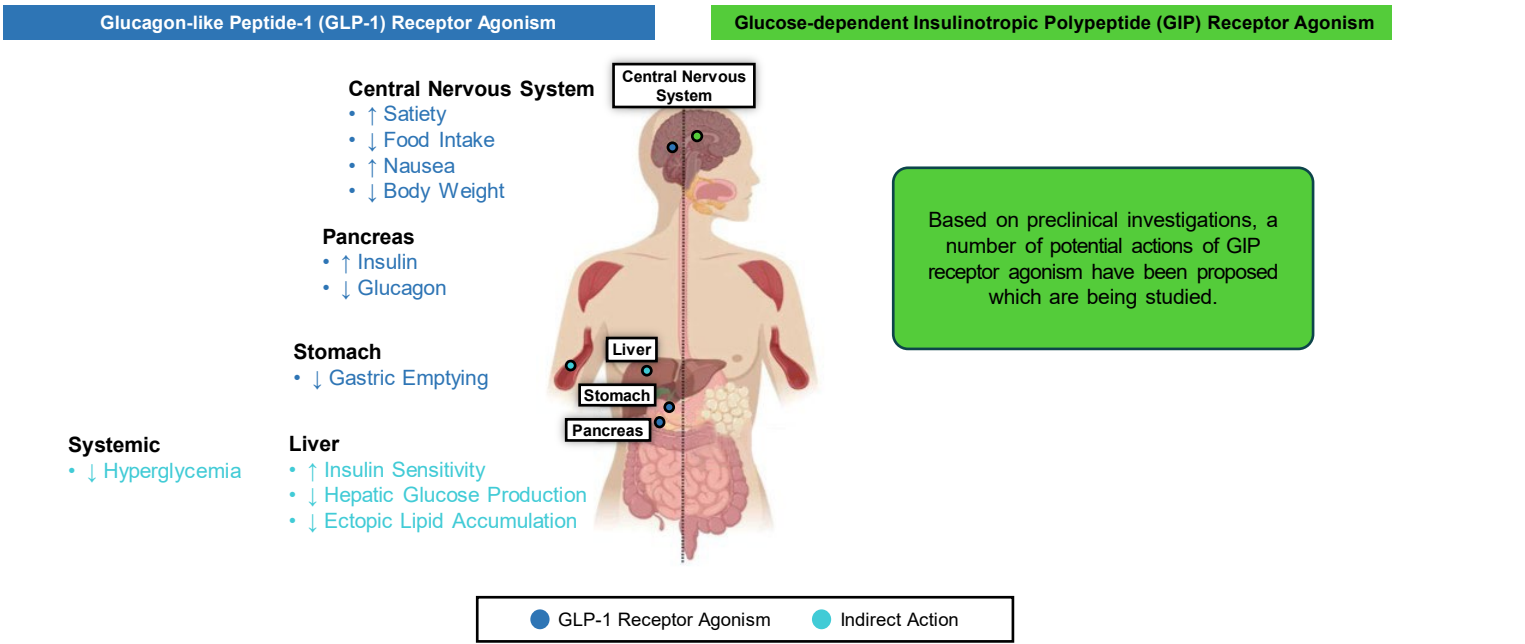 Glucagon-like Peptide-1 (GLP-1) Receptor Agonism
Glucose-dependent Insulinotropic Polypeptide (GIP) Receptor Agonism
Central Nervous System
• ↑ Satiety
• ↓ Food Intake
• ↑ Nausea
• ↓ Body Weight
Pancreas
• ↑ Insulin
• ↓ Glucagon
Stomach
• ↓ Gastric Emptying
Systemic
• ↓ Hyperglycemia
Liver
• ↑ Insulin Sensitivity
• ↓ Hepatic Glucose Production
• ↓ Ectopic Lipid Accumulation
Central Nervous
System
Liver
Stomach
Pancreas
Based on preclinical investigations, a
number of potential actions of GIP
receptor agonism have been proposed
which are being studied.
GLP-1 Receptor Agonism
Indirect Action